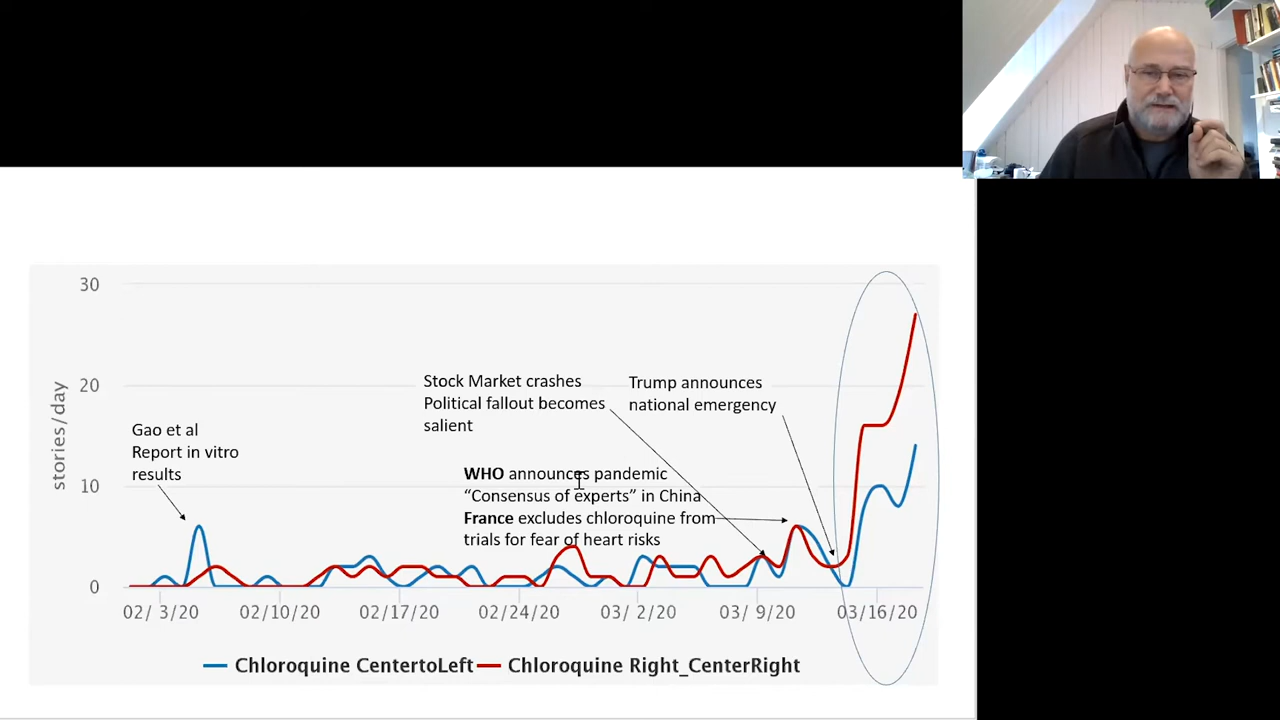 30
20
10
0
stories/day
Gao et al
Report in vitro
results
Stock Market crashes
Political fallout becomes
salient
Trump announces
national emergency
WHO announces pandemic
“Consensus of experts” in China
France excludes chloroquine from
trials for fear of heart risks
02/ 3/20 02/10/20 02/17/20 02/24/20 03/ 2/20 03/ 9/20 03/16/20
Chloroquine CentertoLeft Chloroquine Right_CenterRight